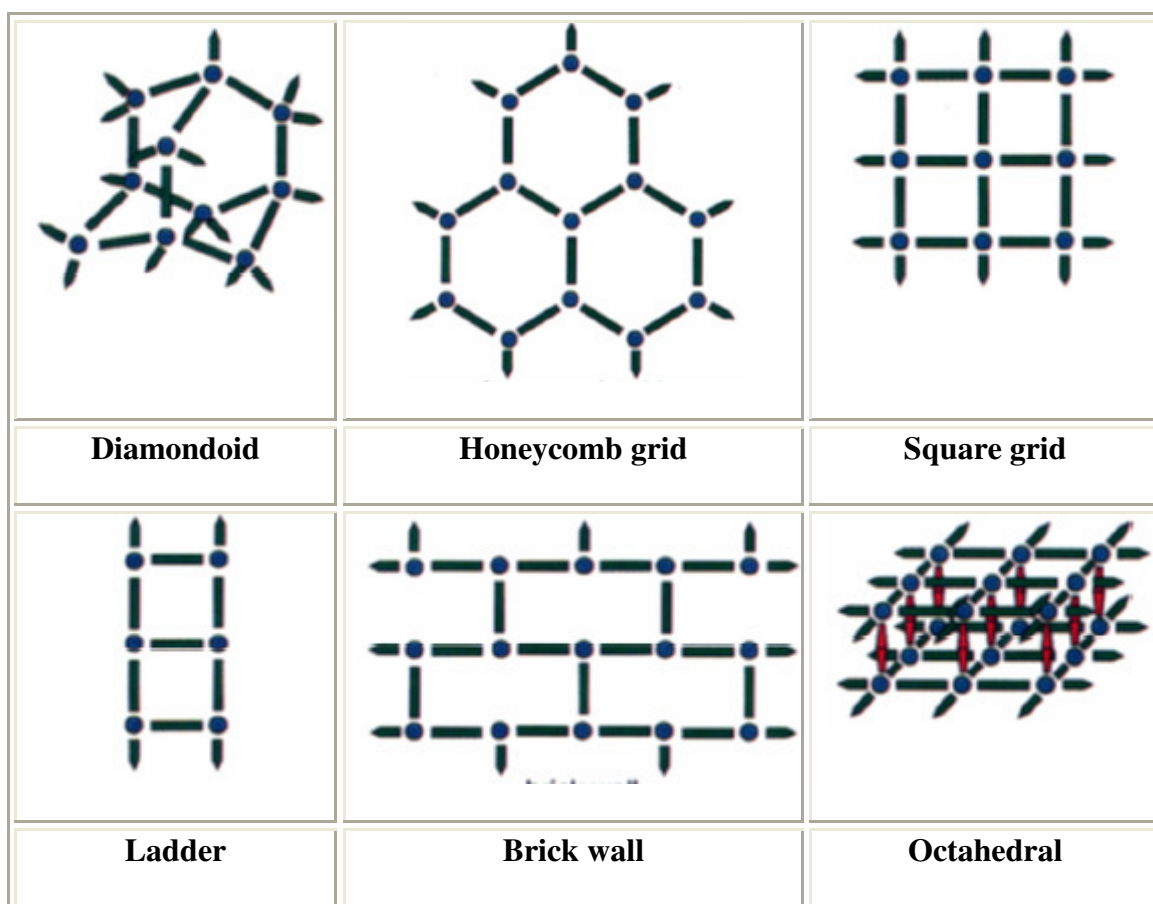 Diamondoid
Honeycomb grid
Square grid
Ladder
Brick wall
Octahedral